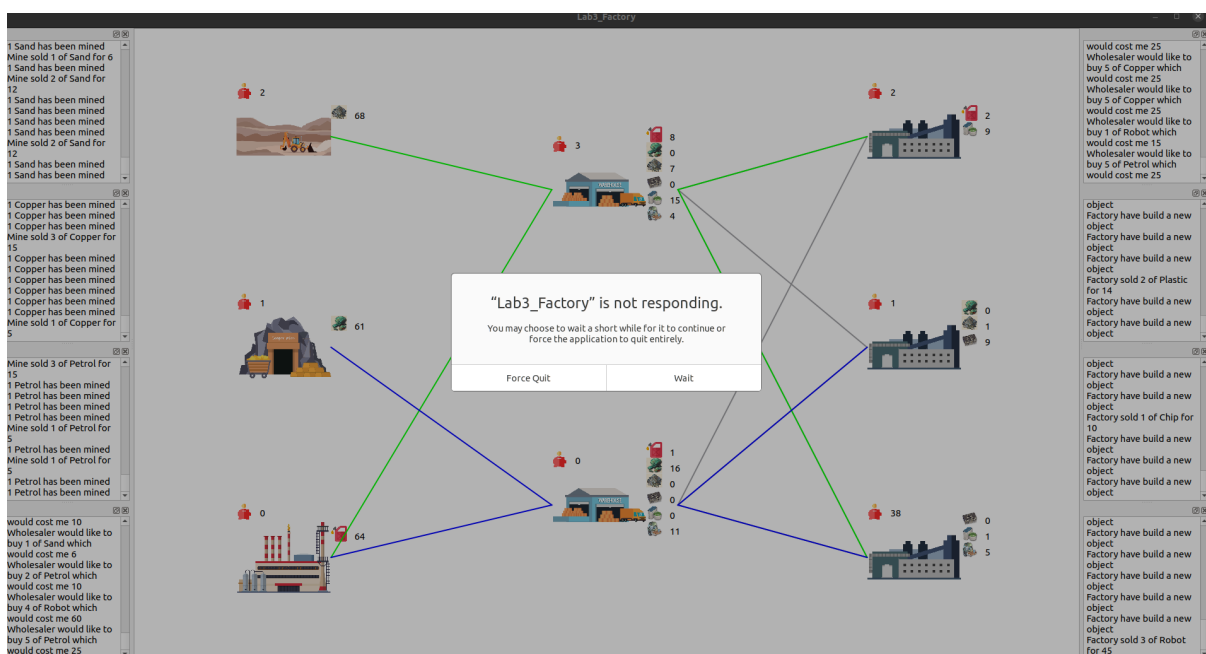 Lab3_Factory
1 Sand has been mined
Mine sold 1 of Sand for 6
1 Sand has been mined
Mine sold 2 of Sand for
12
1 Sand has been mined
1 Sand has been mined
1 Sand has been mined
1 Sand has been mined
Mine sold 2 of Sand for
12
1 Sand has been mined
1 Sand has been mined
1 Copper has been mined
1 Copper has been mined
1 Copper has been mined
Mine sold 3 of Copper for
15
1 Copper has been mined
1 Copper has been mined
1 Copper has been mined
1 Copper has been mined
1 Copper has been mined
1 Copper has been mined
Mine sold 1 of Copper for
5
Mine sold 3 of Petrol for
15
1 Petrol has been mined
1 Petrol has been mined
1 Petrol has been mined
1 Petrol has been mined
Mine sold 1 of Petrol for
5
1 Petrol has been mined
Mine sold 1 of Petrol for
5
1 Petrol has been mined
1 Petrol has been mined
would cost me 10
Wholesaler would like to
buy 1 of Sand which
would cost me 6
Wholesaler would like to
buy 2 of Petrol which
would cost me 10
Wholesaler would like to
buy 4 of Robot which
would cost me 60
Wholesaler would like to
buy 5 of Petrol which
would cost me 25
2
68
1
61
0
64
3
8
0
7
0
15
4
“Lab3_Factory” is not responding.
You may choose to wait a short while for it to continue or
force the application to quit entirely.
Force Quit
Wait
0
1
16
0
0
0
11
2
2
9
1
0
1
9
38
0
1
5
would cost me 25
Wholesaler would like to
buy 5 of Copper which
would cost me 25
Wholesaler would like to
buy 5 of Copper which
would cost me 25
Wholesaler would like to
buy 1 of Robot which
would cost me 15
Wholesaler would like to
buy 5 of Petrol which
would cost me 25
object
Factory have build a new
object
Factory have build a new
object
Factory have build a new
object
Factory sold 2 of Plastic
for 14
Factory have build a new
object
Factory have build a new
object
object
Factory have build a new
object
Factory have build a new
object
Factory sold 1 of Chip for
10
Factory have build a new
object
Factory have build a new
object
Factory have build a new
object
object
Factory have build a new
object
Factory have build a new
object
Factory have build a new
object
Factory have build a new
object
Factory have build a new
object
Factory sold 3 of Robot
for 45